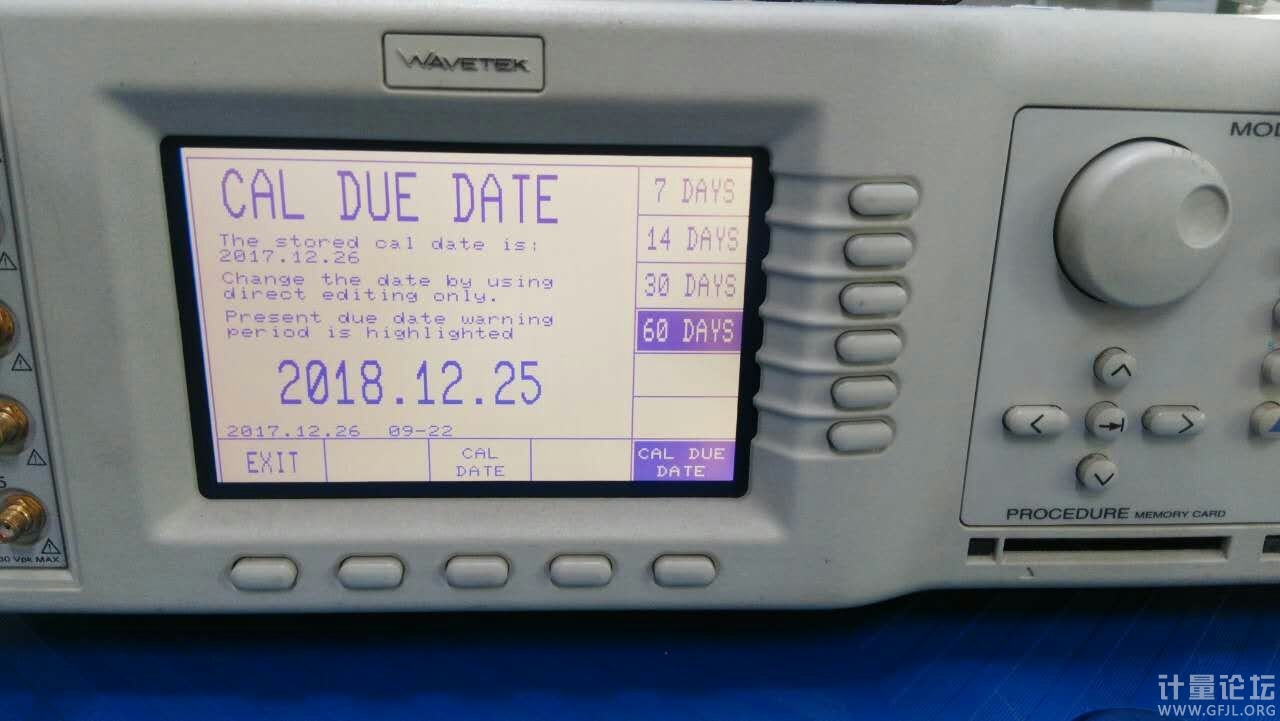 WAVETEK
CAL DUE DATE
The stored cal date is:
2017.12.26
Change the date by using
direct editing only.
Present due date warning
period is highlighted
2018.12.25
2017.12.26 09-22
7 DAYS
14 DAYS
30 DAYS
60 DAYS
EXIT
CAL
DATE
CAL DUE
DATE
PROCEDURE MEMORY CARD
Vpk MAX
计量论坛
WWW.GFJL.ORG